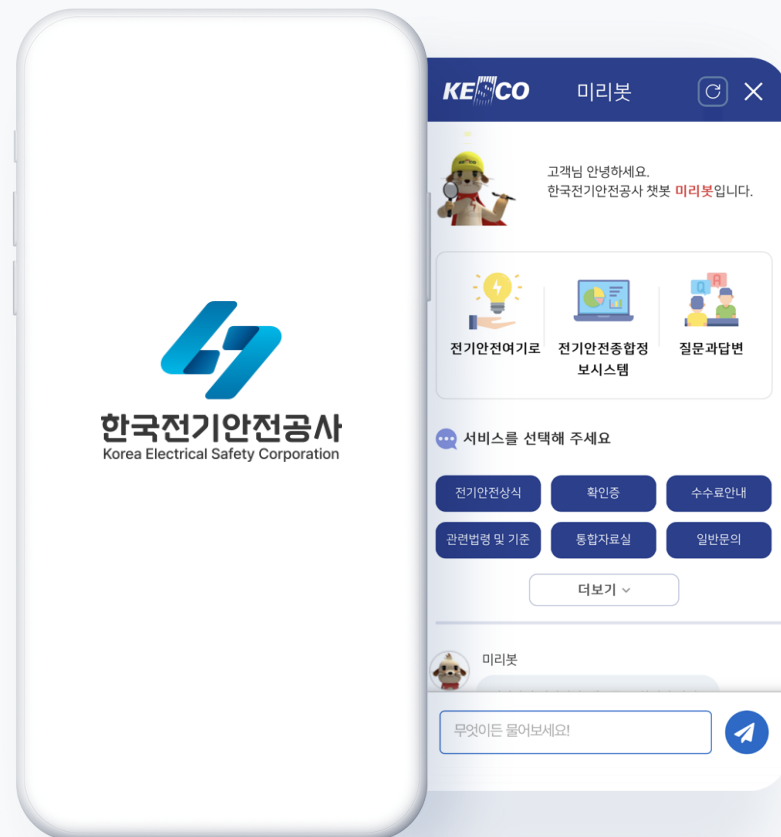 한국전기안전공사
Korea Electrical Safety Corporation
KESCO
미리봇
고객님 안녕하세요.
한국전기안전공사 챗봇 미리봇입니다.
Q
A
전기안전여기로
전기안전종합정
보시스템
질문과답변
서비스를 선택해 주세요
전기안전상식
확인증
수수료안내
관련법령 및 기준
통합자료실
일반문의
더보기
미리봇
무엇이든 물어보세요!